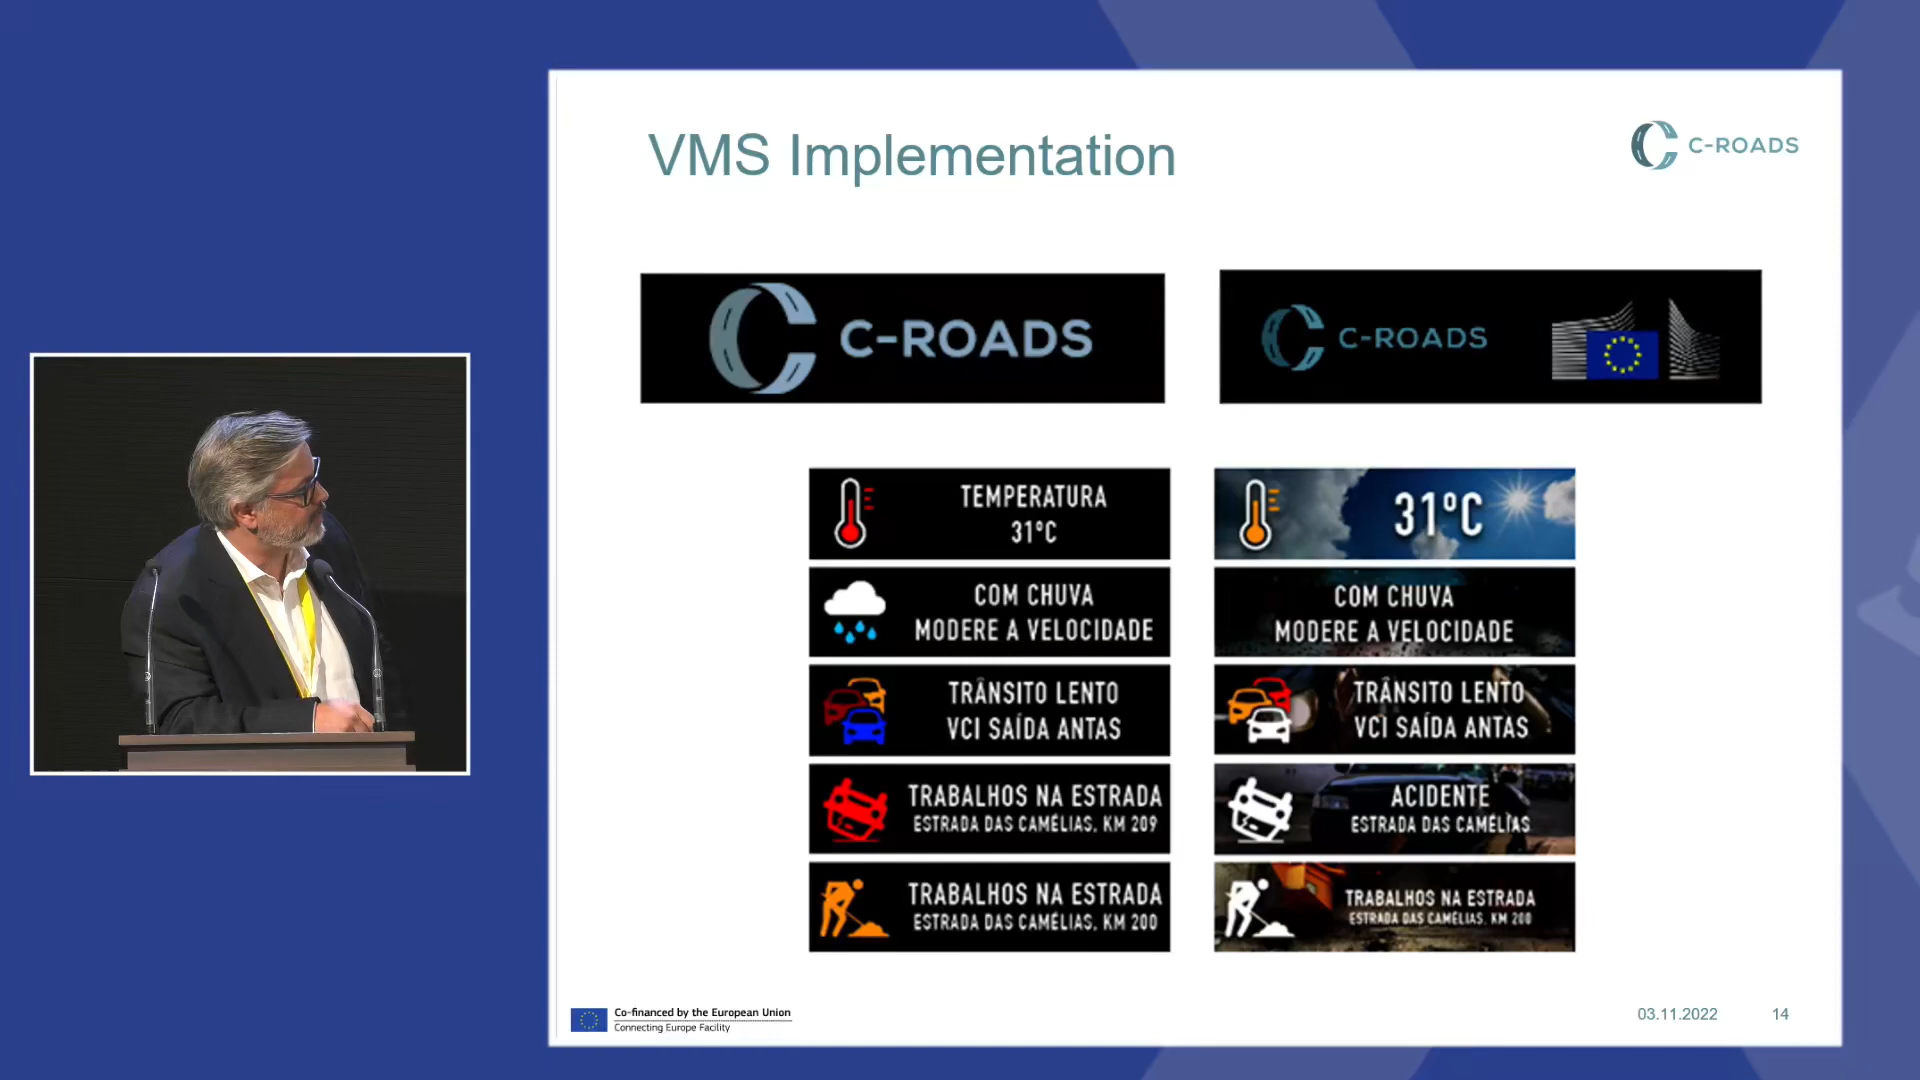 VMS Implementation
C-ROADS
C-ROADS
C-ROADS
TEMPERATURA
31ºC
COM CHUVA
MODERE A VELOCIDADE
TRÂNSITO LENTO
VCI SAÍDA ANTAS
TRABALHOS NA ESTRADA
ESTRADA DAS CAMÉLIAS, KM 209
TRABALHOS NA ESTRADA
ESTRADA DAS CAMÉLIAS, KM 200
31ºC
COM CHUVA
MODERE A VELOCIDADE
TRÂNSITO LENTO
VCI SAÍDA ANTAS
ACIDENTE
ESTRADA DAS CAMÉLIAS
TRABALHOS NA ESTRADA
ESTRADA DAS CAMÉLIAS, KM 200
Co-financed by the European Union
Connecting Europe Facility
03.11.2022
14